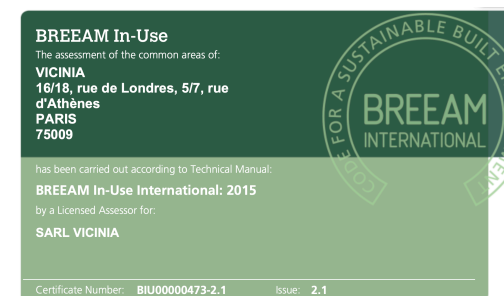 BREEAM In-Use
The assessment of the common areas of:
VICINIA
16/18, rue de Londres, 5/7, rue
d'Athènes
PARIS
75009
has been carried out according to Technical Manual:
BREEAM In-Use International: 2015
by a Licensed Assessor for:
SARL VICINIA
Certificate Number: BIU00000473-2.1 Issue: 2.1
CODE FOR A SUSTAINABLE BUILT
BREEAM
INTERNATIONAL